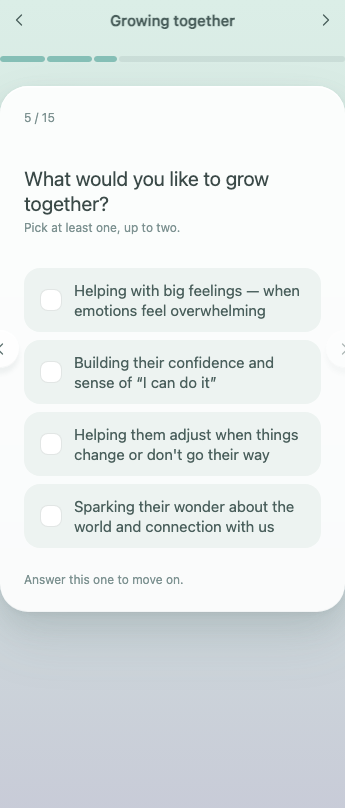 Growing together
5 / 15
What would you like to grow
together?
Pick at least one, up to two.
Helping with big feelings — when
emotions feel overwhelming
Building their confidence and
sense of “I can do it”
Helping them adjust when things
change or don't go their way
Sparking their wonder about the
world and connection with us
Answer this one to move on.